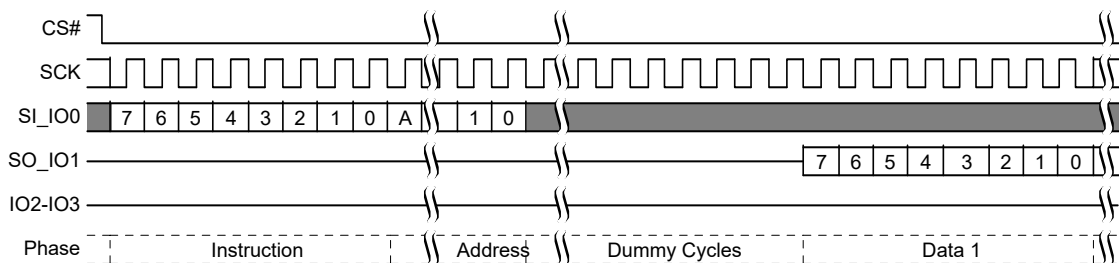 CS#
SCK
SI_IO0 7 6 5 4 3 2 1 0 A 1 0
SO_IO1 7 6 5 4 3 2 1 0
IO2-IO3
Phase Instruction Address Dummy Cycles Data 1